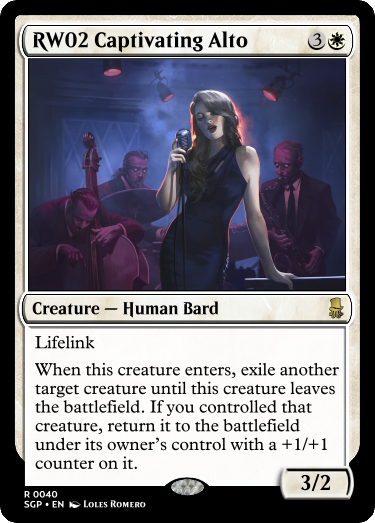 RW02 Captivating Alto 3
Creature — Human Bard
Lifelink
When this creature enters, exile another
target creature until this creature leaves
the battlefield. If you controlled that
creature, return it to the battlefield
under its owner's control with a +1/+1
counter on it.
3/2
R 0040
SGP • EN Loles Romero